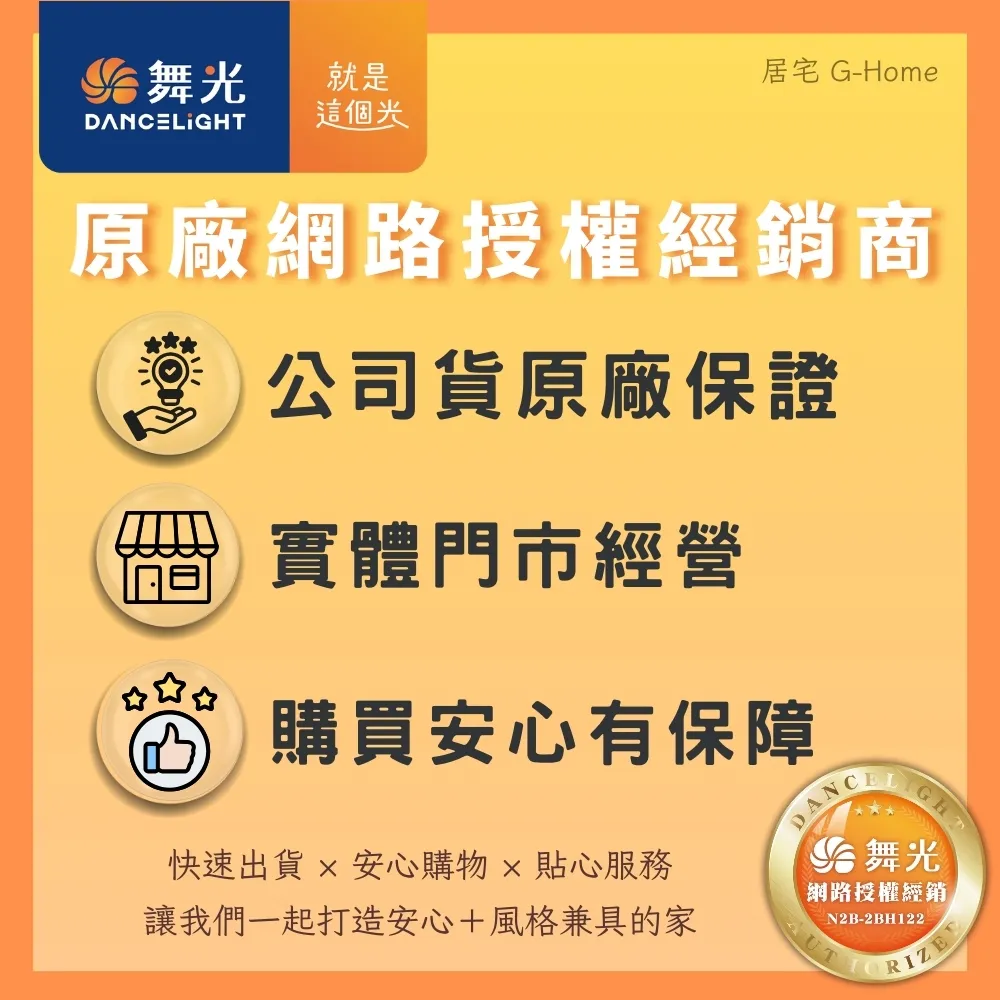 舞光
DANCELiGHT
就是
這個光
居宅 G-Home
原廠網路授權經銷商
公司貨原廠保證
實體門市經營
購買安心有保障
快速出貨 × 安心購物 × 貼心服務
讓我們一起打造安心＋風格兼具的家
DANCELIGHT
舞光
網路授權經銷
N2B-2BH122
AUTHORIZED